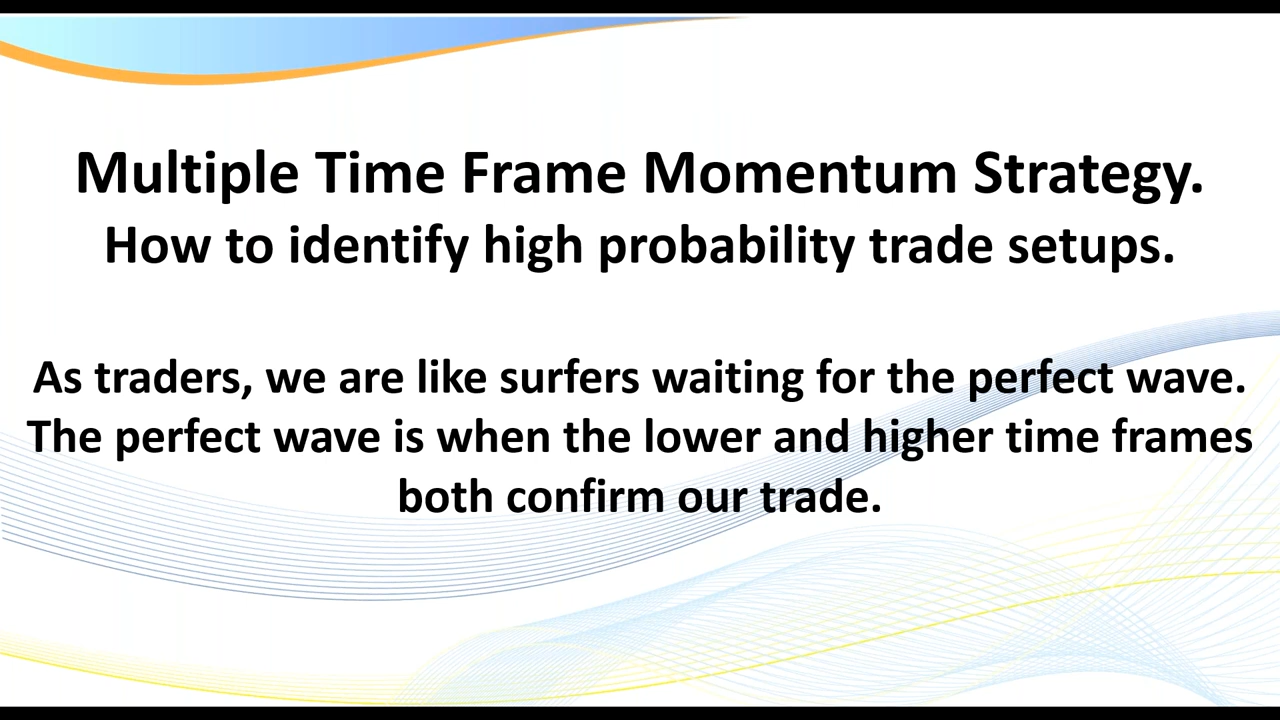 Multiple Time Frame Momentum Strategy.
How to identify high probability trade setups.
As traders, we are like surfers waiting for the perfect wave.
The perfect wave is when the lower and higher time frames
both confirm our trade.